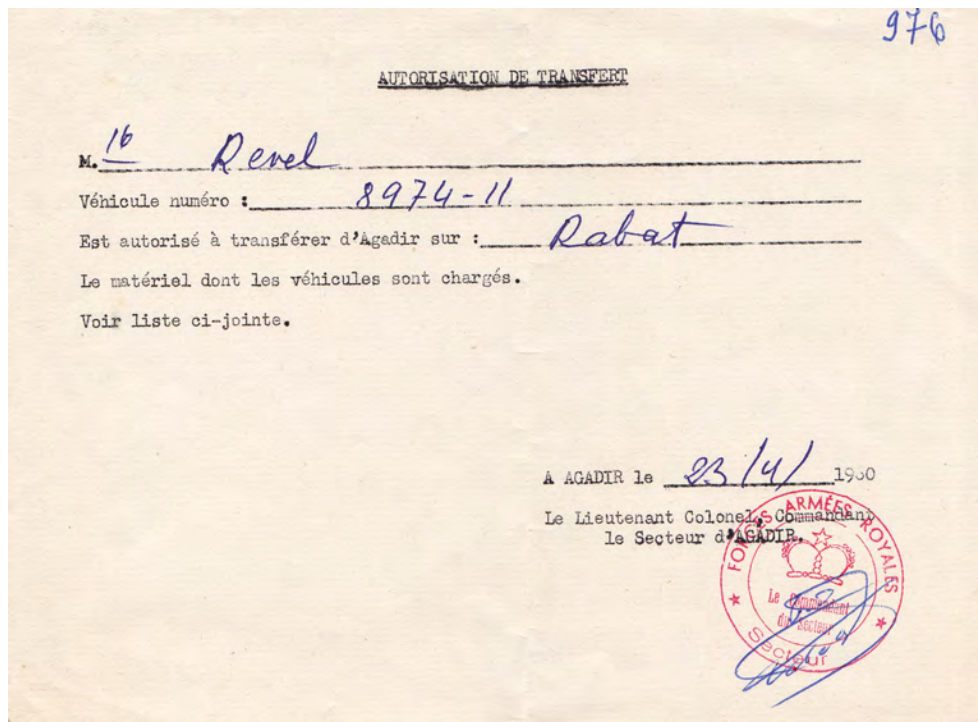 976
AUTORISATION DE TRANSFERT
M. 16 Revel
Véhicule numéro : 8974-11
Est autorisé à transférer d'Agadir sur : Rabat
Le matériel dont les véhicules sont chargés.
Voir liste ci-jointe.
A AGADIR le 23/4/ 1960
Le Lieutenant Colonel, Commandant
le Secteur d'AGADIR.
★ FORCES ARMÉES ROYALES ★
Le Commandant
du Secteur
Secteur